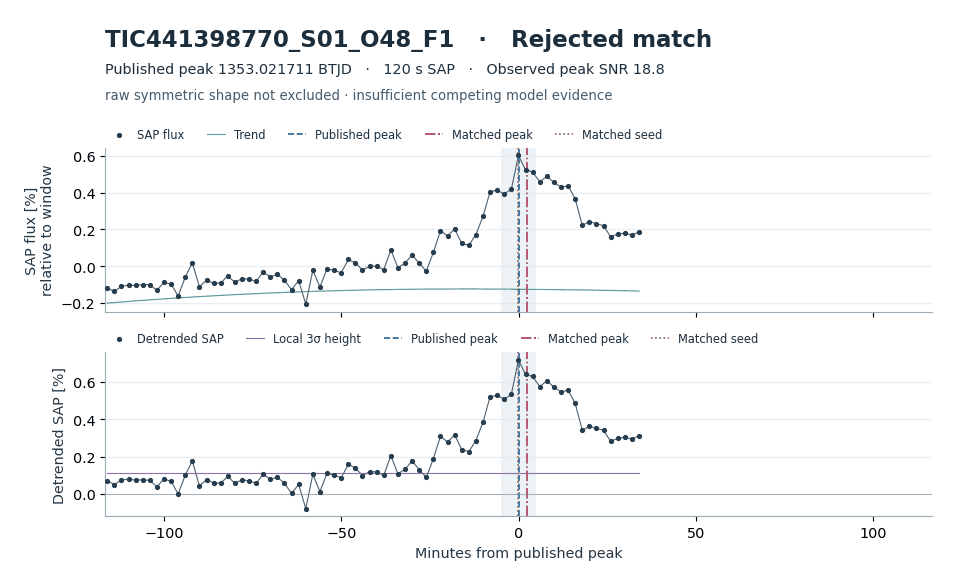 TIC441398770_S01_O48_F1 · Rejected match
Published peak 1353.021711 BTJD · 120 s SAP · Observed peak SNR 18.8
raw symmetric shape not excluded · insufficient competing model evidence
SAP flux Trend Published peak Matched peak Matched seed
SAP flux [%]
relative to window
0.6
0.4
0.2
0.0
−0.2
Detrended SAP Local 3σ height Published peak Matched peak Matched seed
Detrended SAP [%]
0.6
0.4
0.2
0.0
−100 −50 0 50 100
Minutes from published peak